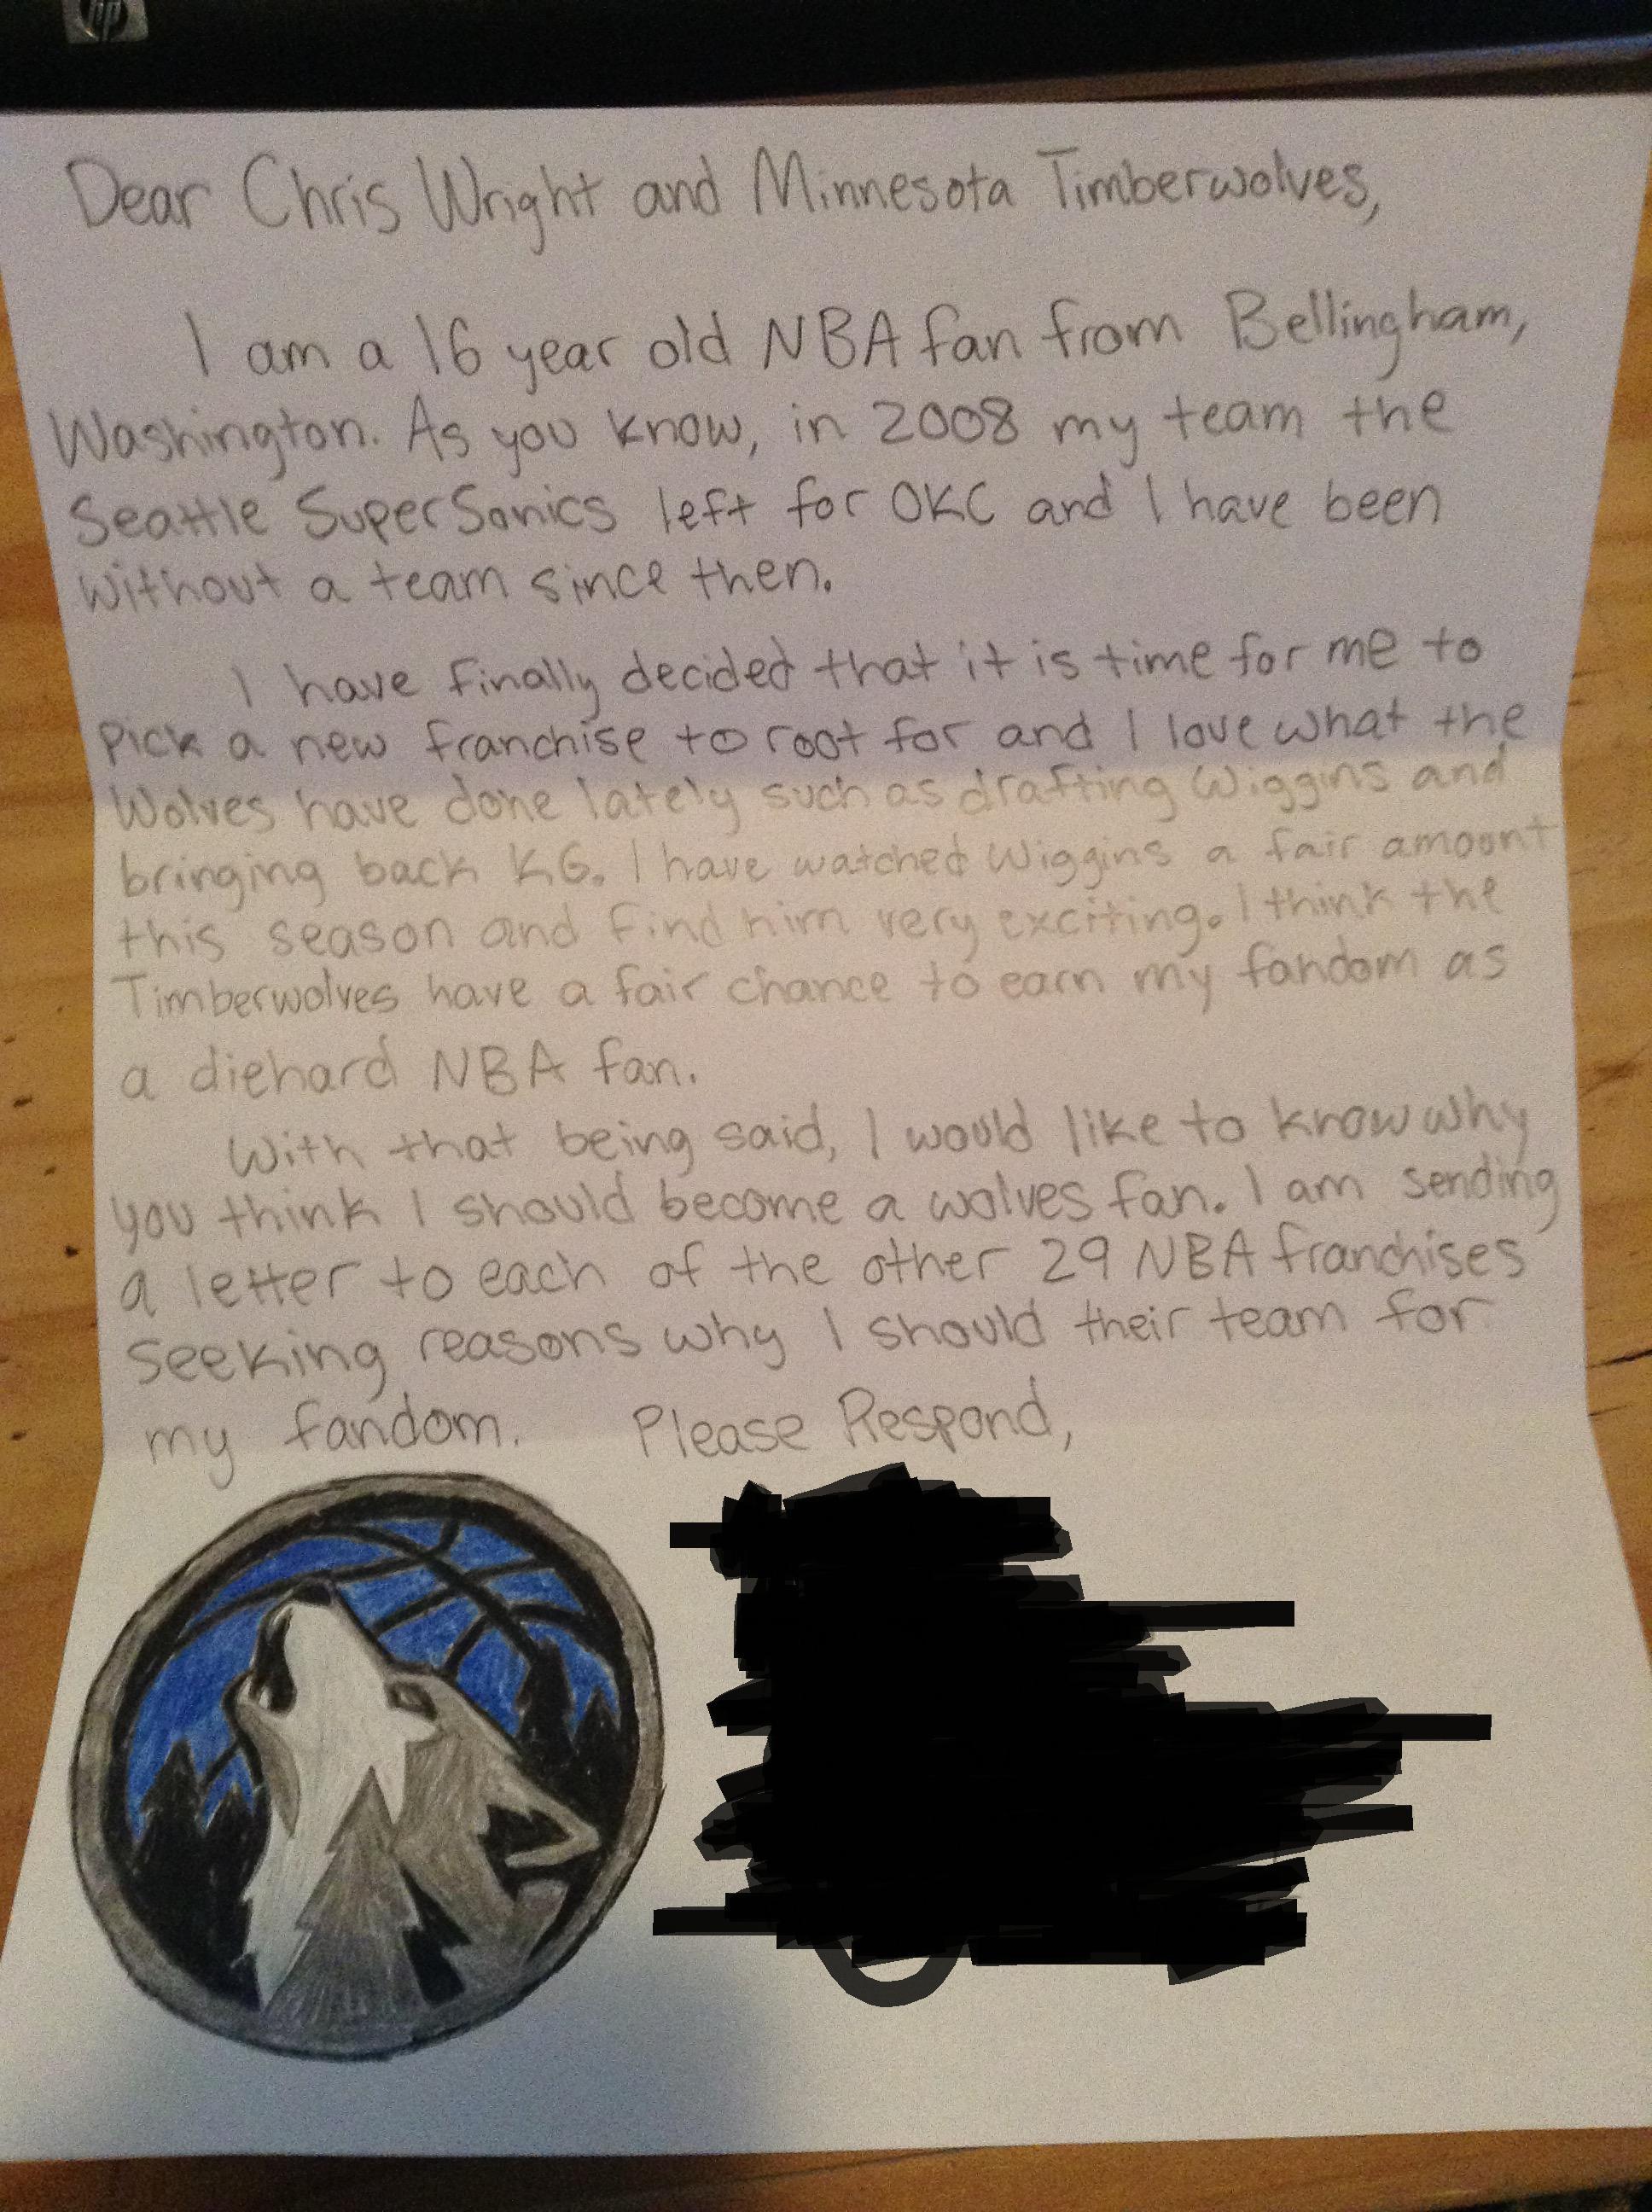 hp
Dear Chris Wright and Minnesota Timberwolves,
I am a 16 year old NBA fan from Bellingham,
Washington. As you know, in 2008 my team the
Seattle SuperSonics left for OKC and I have been
without a team since then.
I have finally decided that it is time for me to
pick a new franchise to root for and I love what the
Wolves have done lately such as drafting Wiggins and
bringing back KG. I have watched Wiggins a fair amount
this season and find him very exciting. I think the
Timberwolves have a fair chance to earn my fandom as
a diehard NBA fan.
With that being said, I would like to know why
you think I should become a wolves fan. I am sending
a letter to each of the other 29 NBA franchises
seeking reasons why I should their team for
my fandom. Please Respond,